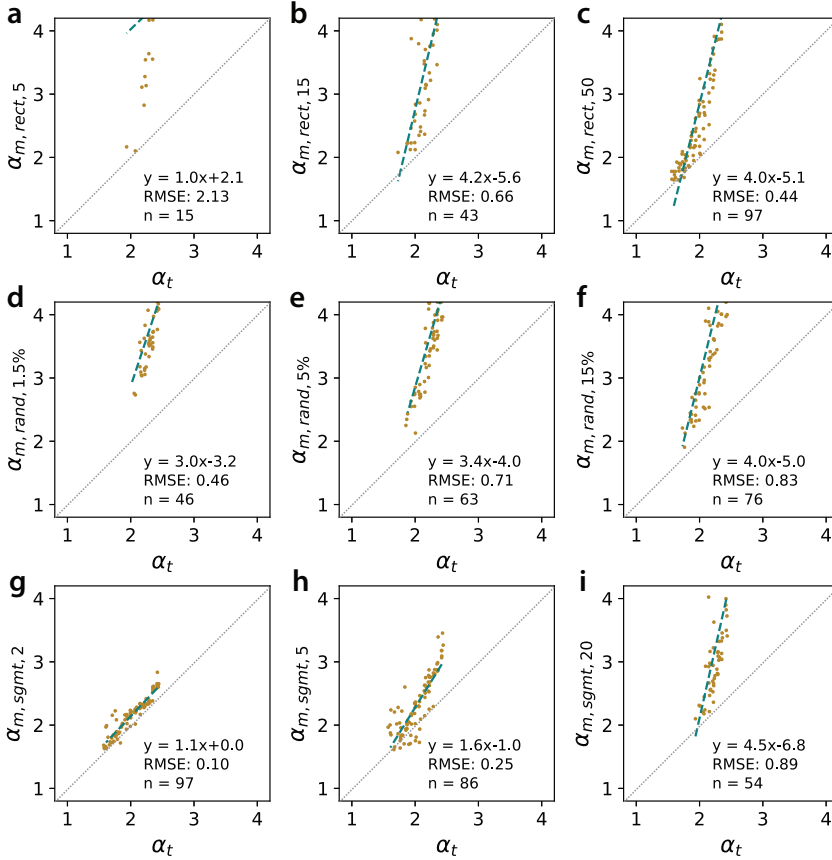 a
4
3
2
1
α_m, rect, 5
y = 1.0x+2.1
RMSE: 2.13
n = 15
1 2 3 4
α_t
b
4
3
2
1
α_m, rect, 15
y = 4.2x-5.6
RMSE: 0.66
n = 43
1 2 3 4
α_t
c
4
3
2
1
α_m, rect, 50
y = 4.0x-5.1
RMSE: 0.44
n = 97
1 2 3 4
α_t
d
4
3
2
1
α_m, rand, 1.5%
y = 3.0x-3.2
RMSE: 0.46
n = 46
1 2 3 4
α_t
e
4
3
2
1
α_m, rand, 5%
y = 3.4x-4.0
RMSE: 0.71
n = 63
1 2 3 4
α_t
f
4
3
2
1
α_m, rand, 15%
y = 4.0x-5.0
RMSE: 0.83
n = 76
1 2 3 4
α_t
g
4
3
2
1
α_m, sgmt, 2
y = 1.1x+0.0
RMSE: 0.10
n = 97
1 2 3 4
α_t
h
4
3
2
1
α_m, sgmt, 5
y = 1.6x-1.0
RMSE: 0.25
n = 86
1 2 3 4
α_t
i
4
3
2
1
α_m, sgmt, 20
y = 4.5x-6.8
RMSE: 0.89
n = 54
1 2 3 4
α_t